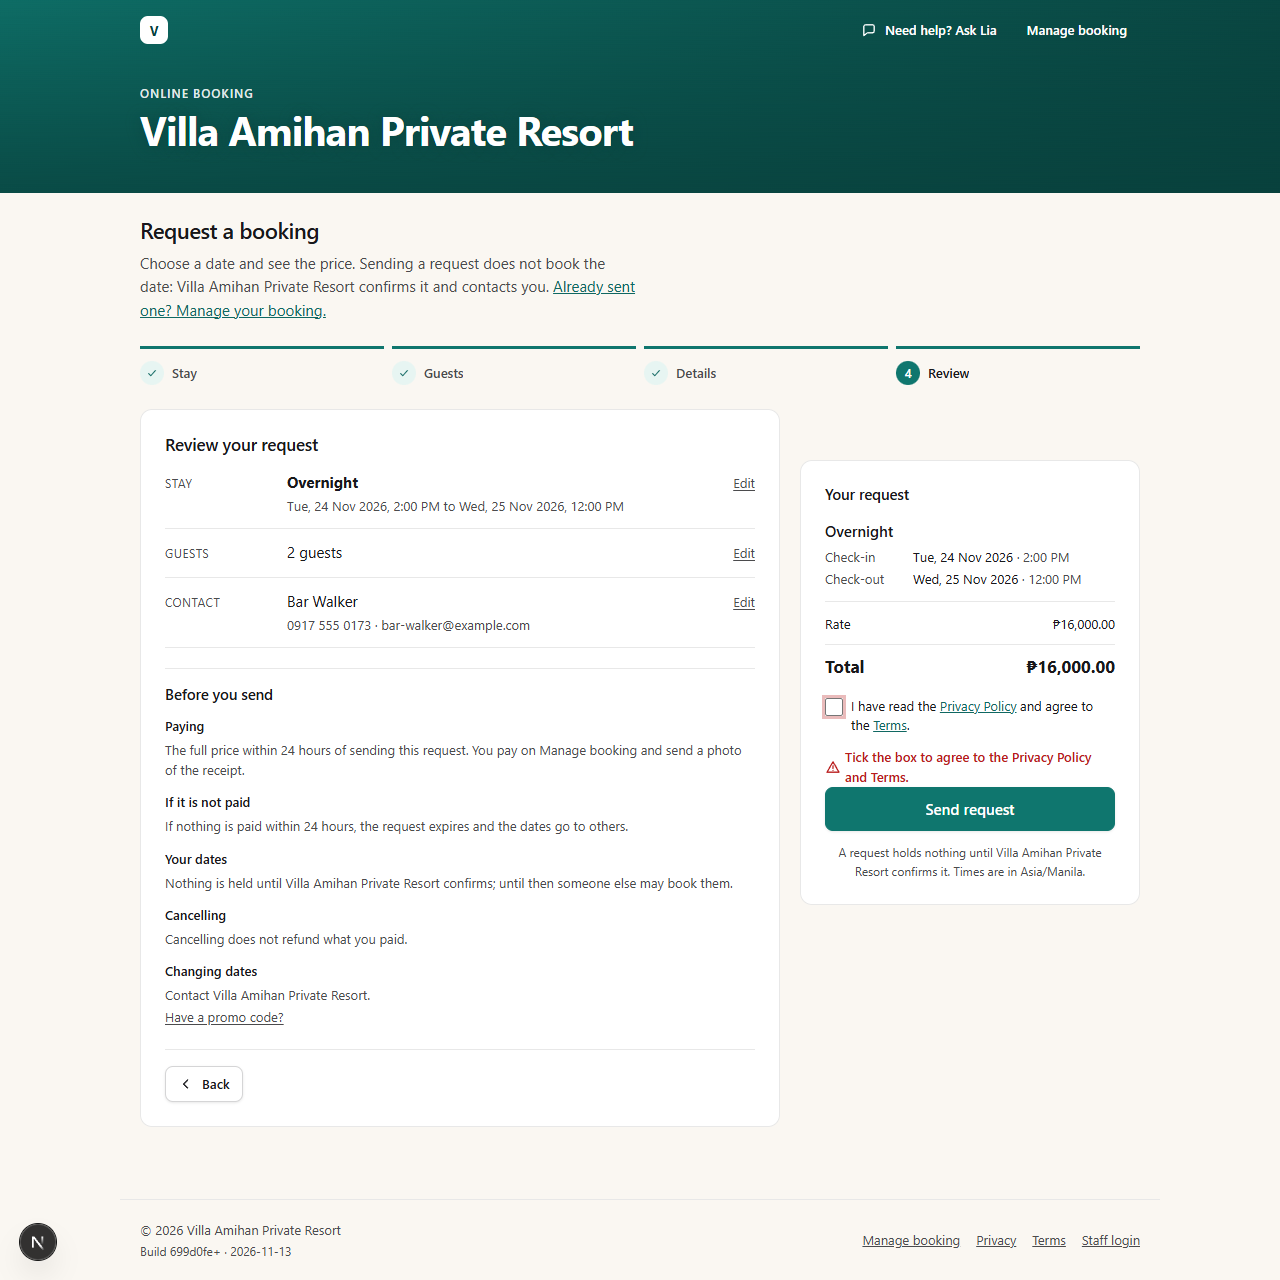 V
Need help? Ask Lia
Manage booking
ONLINE BOOKING
Villa Amihan Private Resort
Request a booking
Choose a date and see the price. Sending a request does not book the
date: Villa Amihan Private Resort confirms it and contacts you. Already sent
one? Manage your booking.
Stay
Guests
Details
4 Review
Review your request
STAY
Overnight
Edit
Tue, 24 Nov 2026, 2:00 PM to Wed, 25 Nov 2026, 12:00 PM
GUESTS
2 guests
Edit
CONTACT
Bar Walker
Edit
0917 555 0173 · bar-walker@example.com
Before you send
Paying
The full price within 24 hours of sending this request. You pay on Manage booking and send a photo
of the receipt.
If it is not paid
If nothing is paid within 24 hours, the request expires and the dates go to others.
Your dates
Nothing is held until Villa Amihan Private Resort confirms; until then someone else may book them.
Cancelling
Cancelling does not refund what you paid.
Changing dates
Contact Villa Amihan Private Resort.
Have a promo code?
Back
Your request
Overnight
Check-in Tue, 24 Nov 2026 · 2:00 PM
Check-out Wed, 25 Nov 2026 · 12:00 PM
Rate ₱16,000.00
Total ₱16,000.00
I have read the Privacy Policy and agree to
the Terms.
Tick the box to agree to the Privacy Policy
and Terms.
Send request
A request holds nothing until Villa Amihan Private
Resort confirms it. Times are in Asia/Manila.
© 2026 Villa Amihan Private Resort
Build 699d0fe+ · 2026-11-13
Manage booking
Privacy
Terms
Staff login
N